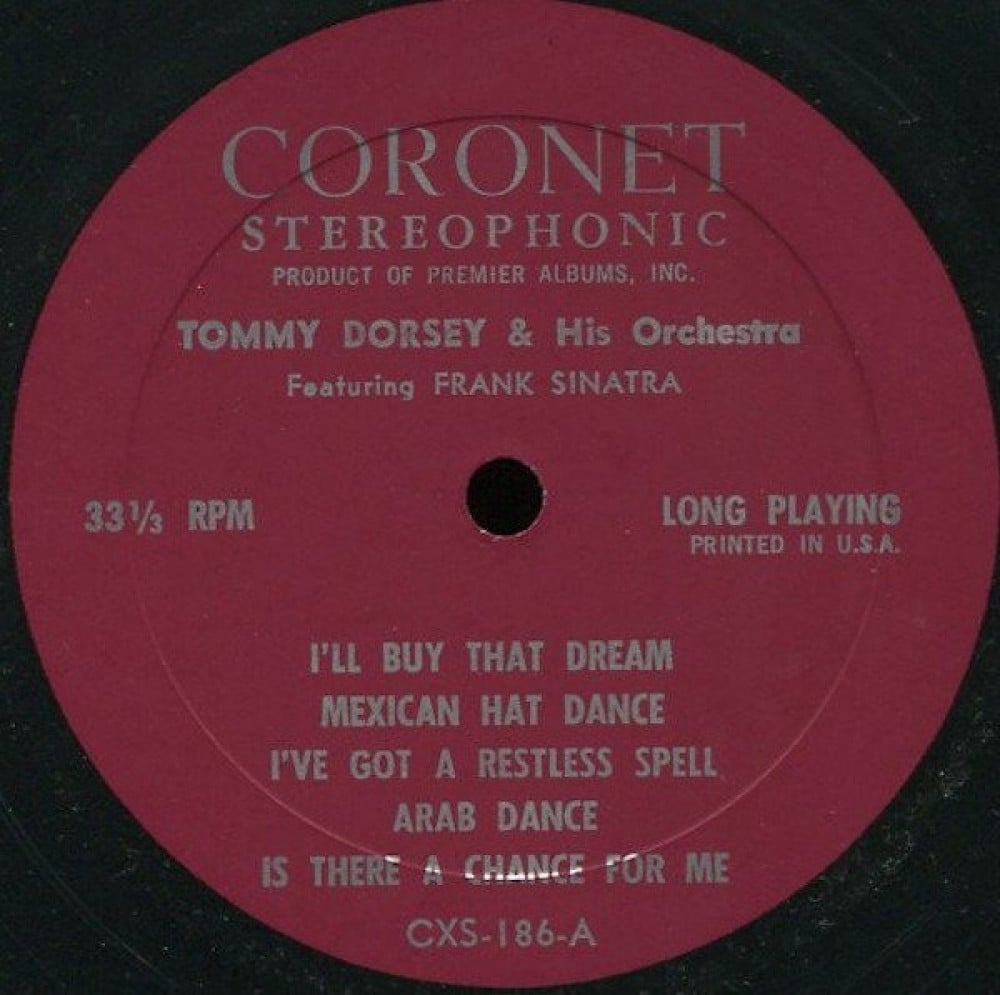 CORONET
STEREOPHONIC
PRODUCT OF PREMIER ALBUMS, INC.
TOMMY DORSEY & His Orchestra
Featuring FRANK SINATRA
33⅓ RPM
LONG PLAYING
PRINTED IN U.S.A.
I'LL BUY THAT DREAM
MEXICAN HAT DANCE
I'VE GOT A RESTLESS SPELL
ARAB DANCE
IS THERE A CHANCE FOR ME
CXS-186-A